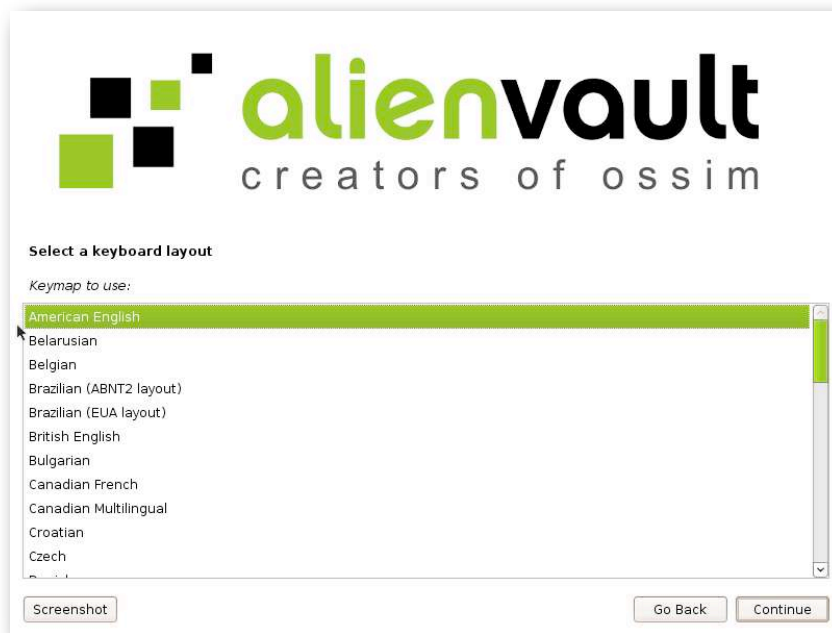 alienvault
creators of ossim
Select a keyboard layout
Keymap to use:
American English
Belarusian
Belgian
Brazilian (ABNT2 layout)
Brazilian (EUA layout)
British English
Bulgarian
Canadian French
Canadian Multilingual
Croatian
Czech
Screenshot Go Back Continue